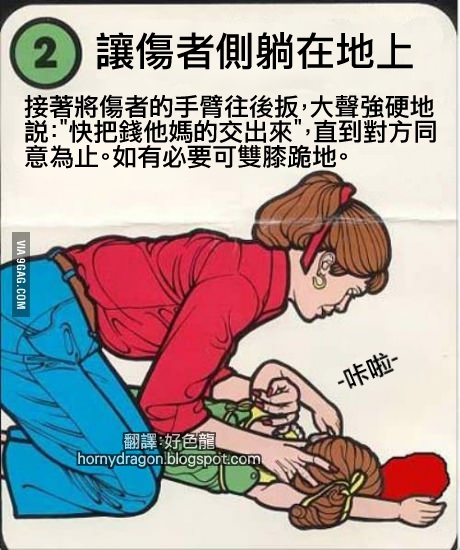 2
讓傷者側躺在地上
接著將傷者的手臂往後扳，大聲強硬地
說："快把錢他媽的交出來"，直到對方同
意為止。如有必要可雙膝跪地。
VIA 9GAG.COM
-咔啦-
翻譯：好色龍
hornydragon.blogspot.com